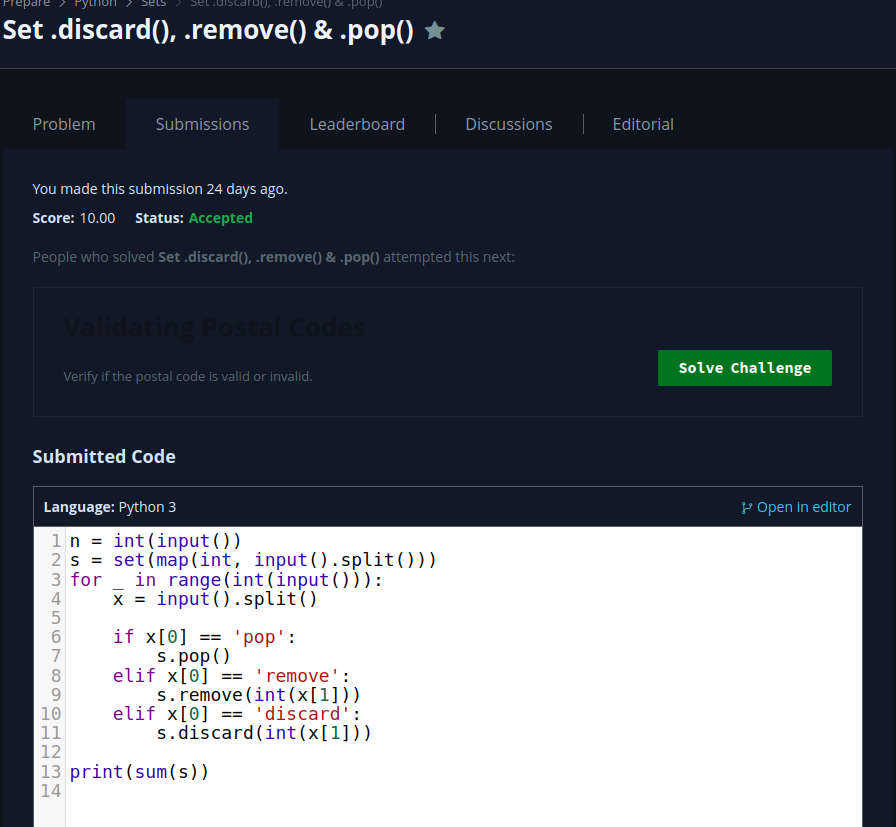 Prepare > Python > Sets > Set .discard(), .remove() & .pop()
Set .discard(), .remove() & .pop()
Problem
Submissions
Leaderboard
Discussions
Editorial
You made this submission 24 days ago.
Score: 10.00 Status: Accepted
People who solved Set .discard(), .remove() & .pop() attempted this next:
Validating Postal Codes
Verify if the postal code is valid or invalid.
Solve Challenge
Submitted Code
Language: Python 3
Open in editor
1 n = int(input())
2 s = set(map(int, input().split()))
3 for _ in range(int(input())):
4     x = input().split()
5
6     if x[0] == 'pop':
7         s.pop()
8     elif x[0] == 'remove':
9         s.remove(int(x[1]))
10     elif x[0] == 'discard':
11         s.discard(int(x[1]))
12
13 print(sum(s))
14